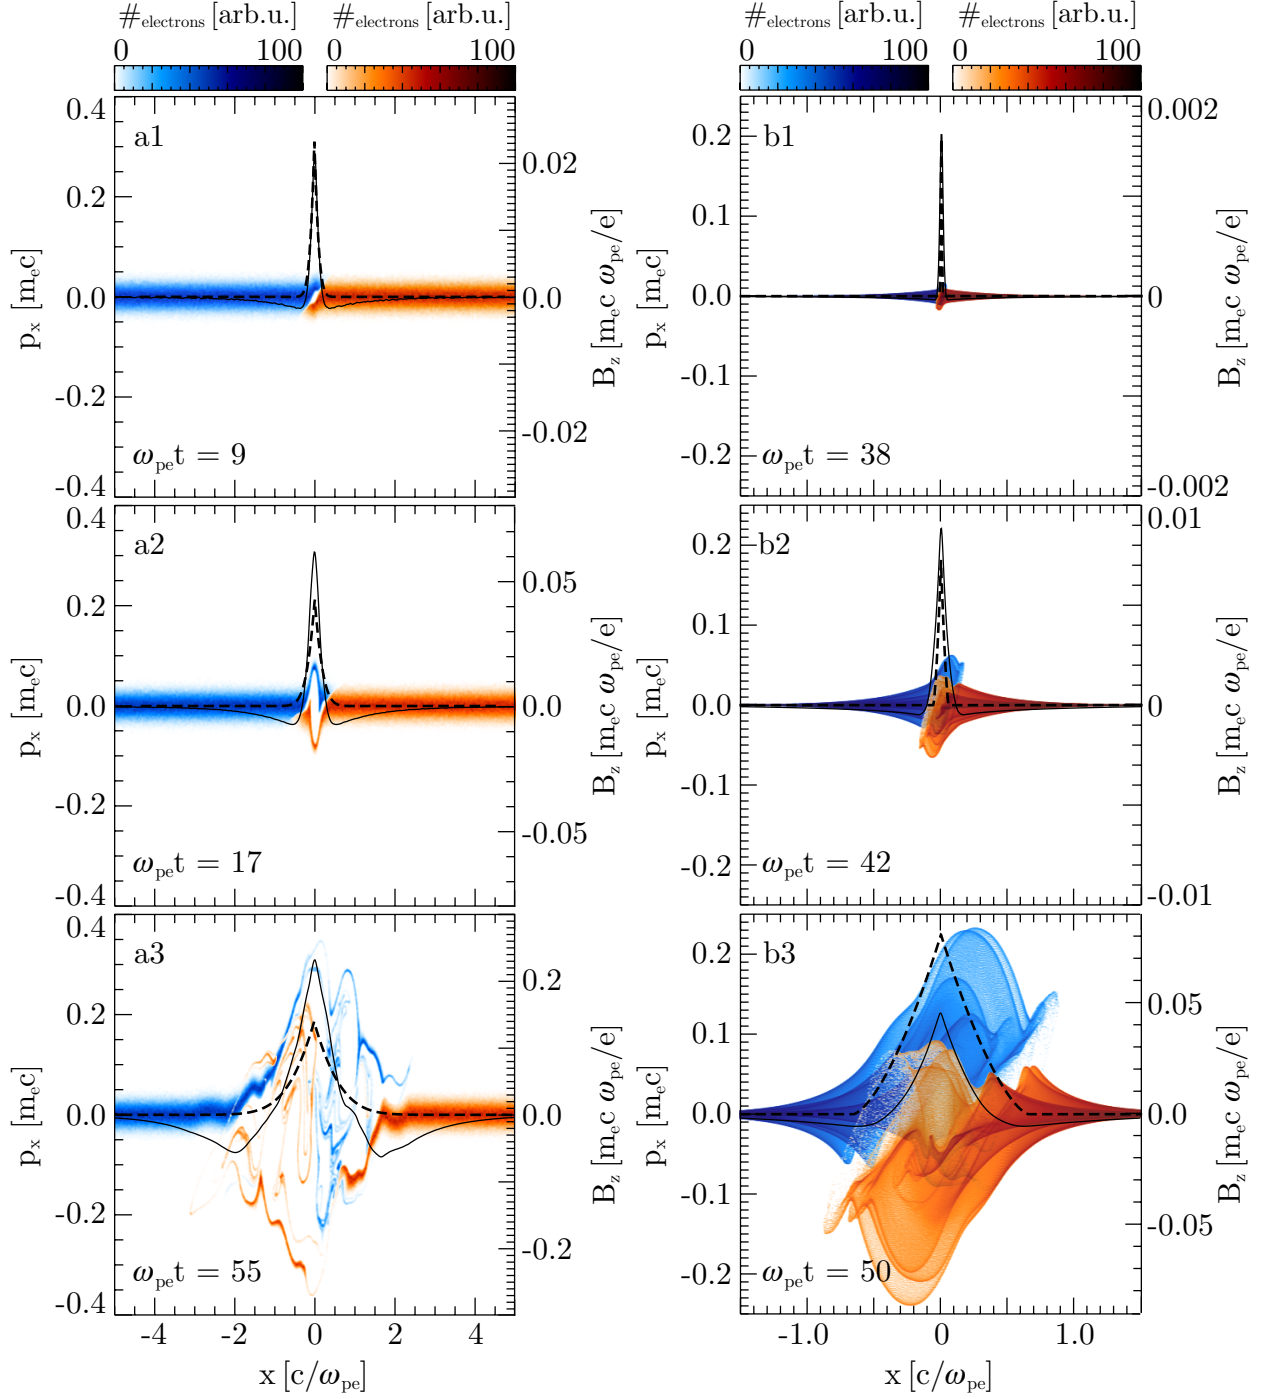 #electrons [arb.u.] #electrons [arb.u.] #electrons [arb.u.] #electrons [arb.u.]
0 100 0 100 0 100 0 100
a1
0.4
0.2
0.0
-0.2
-0.4
px [mec]
0.02
0.0
-0.02
Bz [mec ωpe/e]
ωpet = 9
b1
0.2
0.1
0.0
-0.1
-0.2
px [mec]
0.002
0
-0.002
Bz [mec ωpe/e]
ωpet = 38
a2
0.4
0.2
0.0
-0.2
-0.4
px [mec]
0.05
0.0
-0.05
Bz [mec ωpe/e]
ωpet = 17
b2
0.2
0.1
0.0
-0.1
-0.2
px [mec]
0.01
0
-0.01
Bz [mec ωpe/e]
ωpet = 42
a3
0.4
0.2
0.0
-0.2
-0.4
px [mec]
0.2
0.0
-0.2
Bz [mec ωpe/e]
ωpet = 55
-4 -2 0 2 4
x [c/ωpe]
b3
0.2
0.1
0.0
-0.1
-0.2
px [mec]
0.05
0
-0.05
Bz [mec ωpe/e]
ωpet = 50
-1.0 0 1.0
x [c/ωpe]